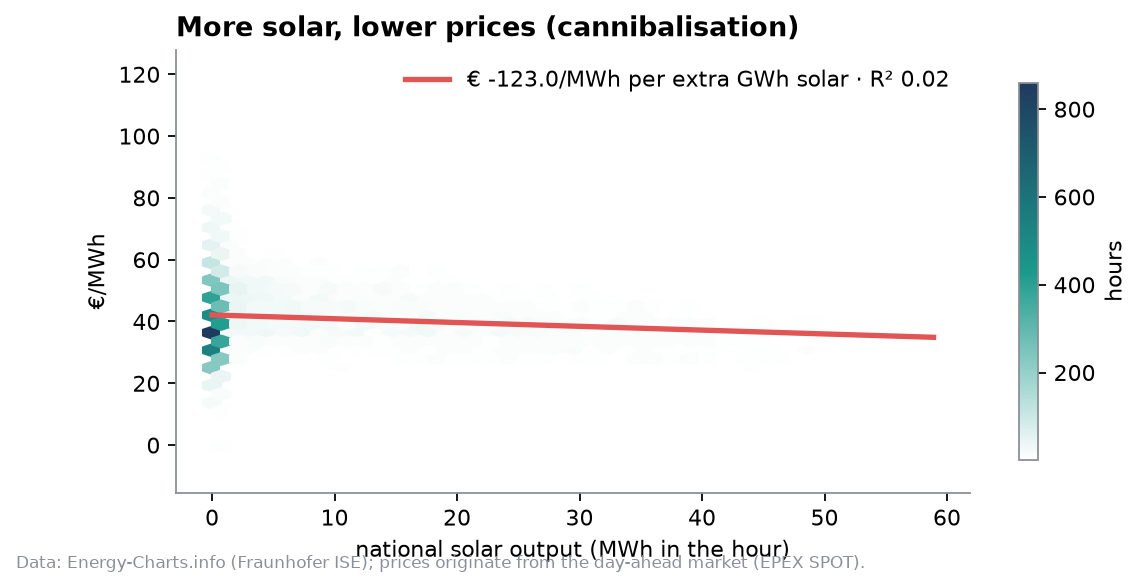 More solar, lower prices (cannibalisation)
€ -123.0/MWh per extra GWh solar · R² 0.02
€/MWh
120
100
80
60
40
20
0
0 10 20 30 40 50 60
national solar output (MWh in the hour)
800
600
400
200
hours
Data: Energy-Charts.info (Fraunhofer ISE); prices originate from the day-ahead market (EPEX SPOT).